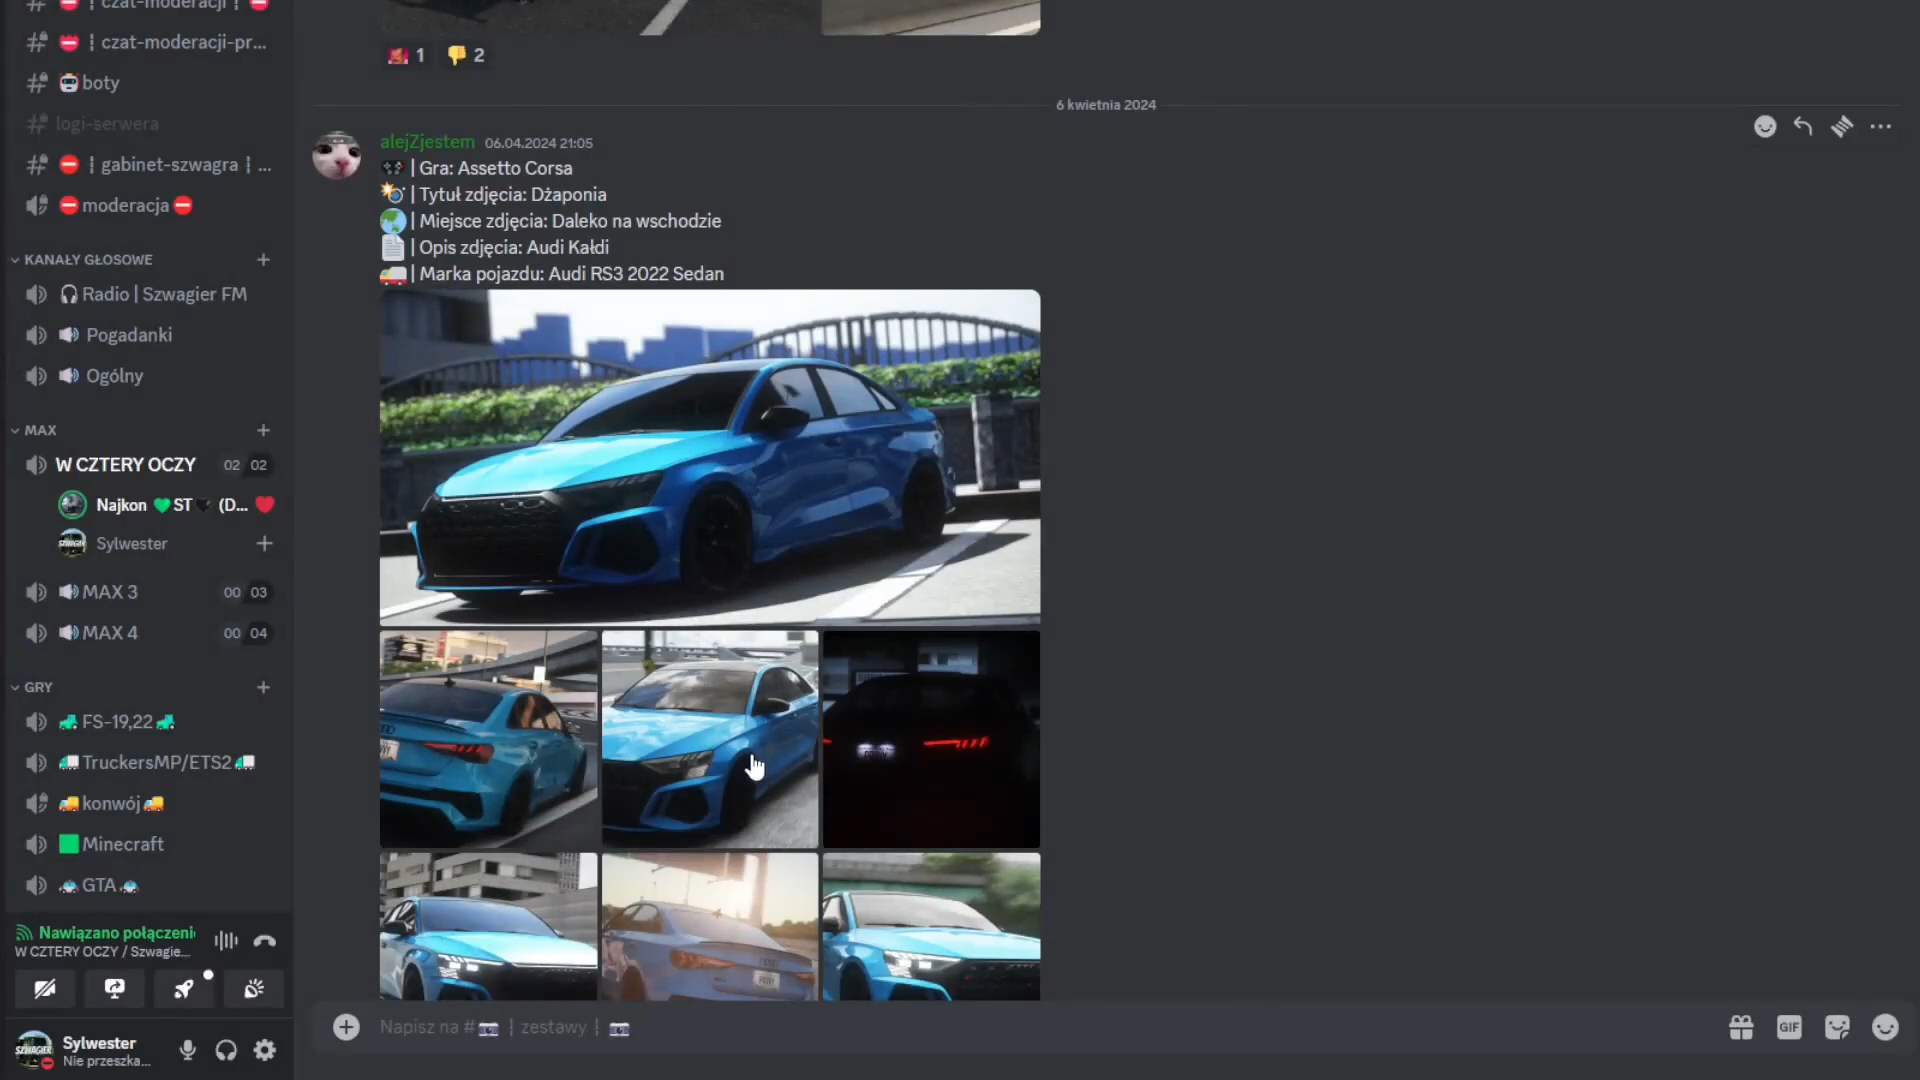 czat-moderacji
czat-moderacji-pr...
boty
logi-serwera
gabinet-szwagra ...
moderacja
KANAŁY GŁOSOWE
Radio | Szwagier FM
Pogadanki
Ogólny
MAX
W CZTERY OCZY 02 02
Najkon ST (D...
Sylwester
MAX 3 00 03
MAX 4 00 04
GRY
FS-19,22
TruckersMP/ETS2
konwój
Minecraft
GTA
Nawiązano połączeni
W CZTERY OCZY / Szwagie...
SZWAGIER
Sylwester
Nie przeszka...
1 2
6 kwietnia 2024
alejZjestem 06.04.2024 21:05
| Gra: Assetto Corsa
| Tytuł zdjęcia: Dżaponia
| Miejsce zdjęcia: Daleko na wschodzie
| Opis zdjęcia: Audi Kałdi
| Marka pojazdu: Audi RS3 2022 Sedan
Napisz na # | zestawy |
GIF